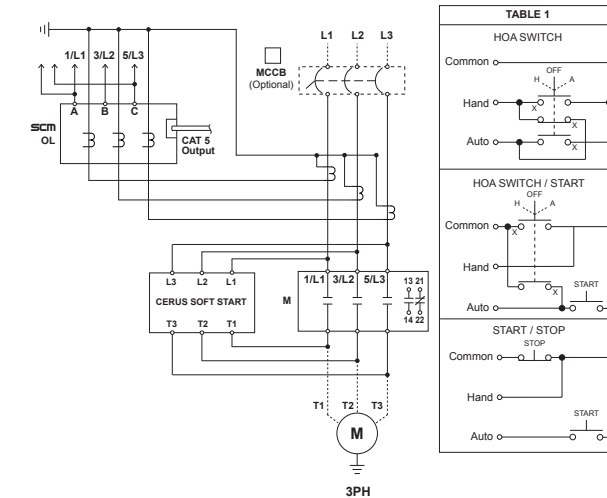 L1 L2 L3
MCCB
(Optional)
1/L1 3/L2 5/L3
A B C
SCM
OL
CAT 5
Output
L3 L2 L1
CERUS SOFT START
T3 T2 T1
M
1/L1 3/L2 5/L3
13 21
14 22
T1 T2 T3
M
3PH
TABLE 1
HOA SWITCH
Common
OFF
H A
Hand
X
X
Auto
X
HOA SWITCH / START
OFF
H A
Common
X
Hand
X
START
Auto
START / STOP
STOP
Common
Hand
START
Auto